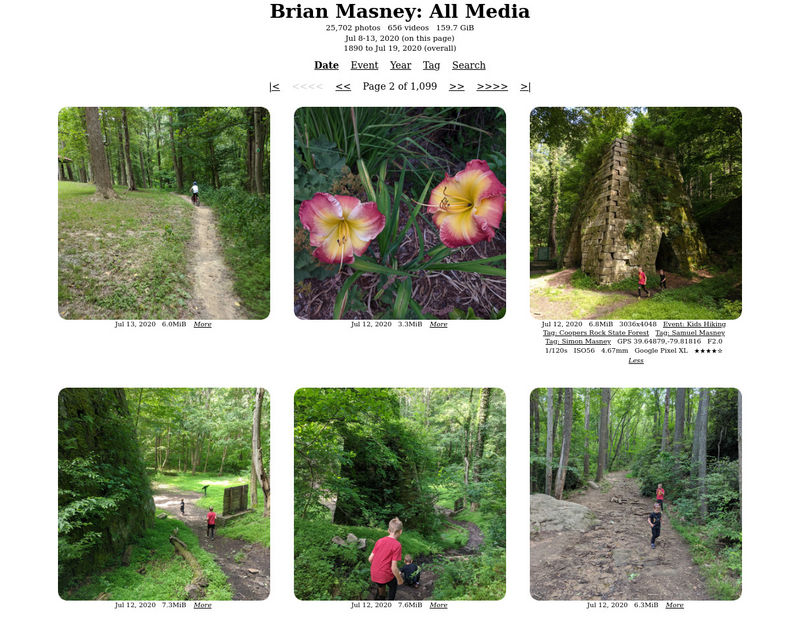 Brian Masney: All Media
25,702 photos 656 videos 159.7 GiB
Jul 8-13, 2020 (on this page)
1890 to Jul 19, 2020 (overall)
Date Event Year Tag Search
|< <<<< << Page 2 of 1,099 >> >>>> >|
Jul 13, 2020 6.0MiB More
Jul 12, 2020 3.3MiB More
Jul 12, 2020 6.8MiB 3036x4048 Event: Kids Hiking
Tag: Coopers Rock State Forest Tag: Samuel Masney
Tag: Simon Masney GPS 39.64879,-79.81816 F2.0
1/120s ISO56 4.67mm Google Pixel XL ★★★★☆
Less
Jul 12, 2020 7.3MiB More
Jul 12, 2020 7.6MiB More
Jul 12, 2020 6.3MiB More